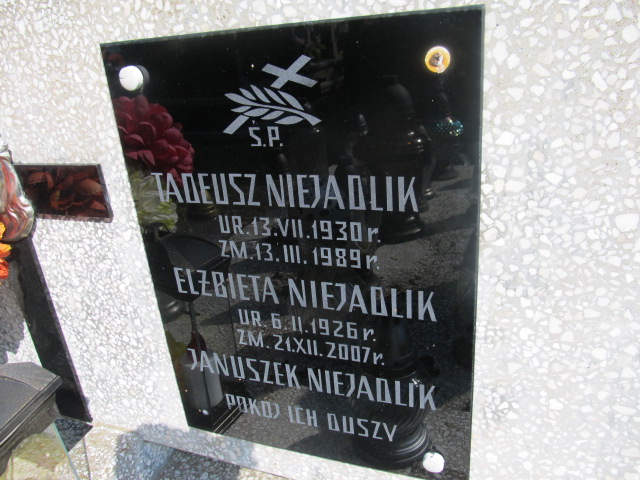 Ś.P.
TADEUSZ NIEJADLIK
UR. 13.VII.1930 r.
ZM. 13.III.1989 r.
ELŻBIETA NIEJADLIK
UR. 6.II.1926 r.
ZM. 21.XII.2007 r.
JANUSZEK NIEJADLIK
POKÓJ ICH DUSZY